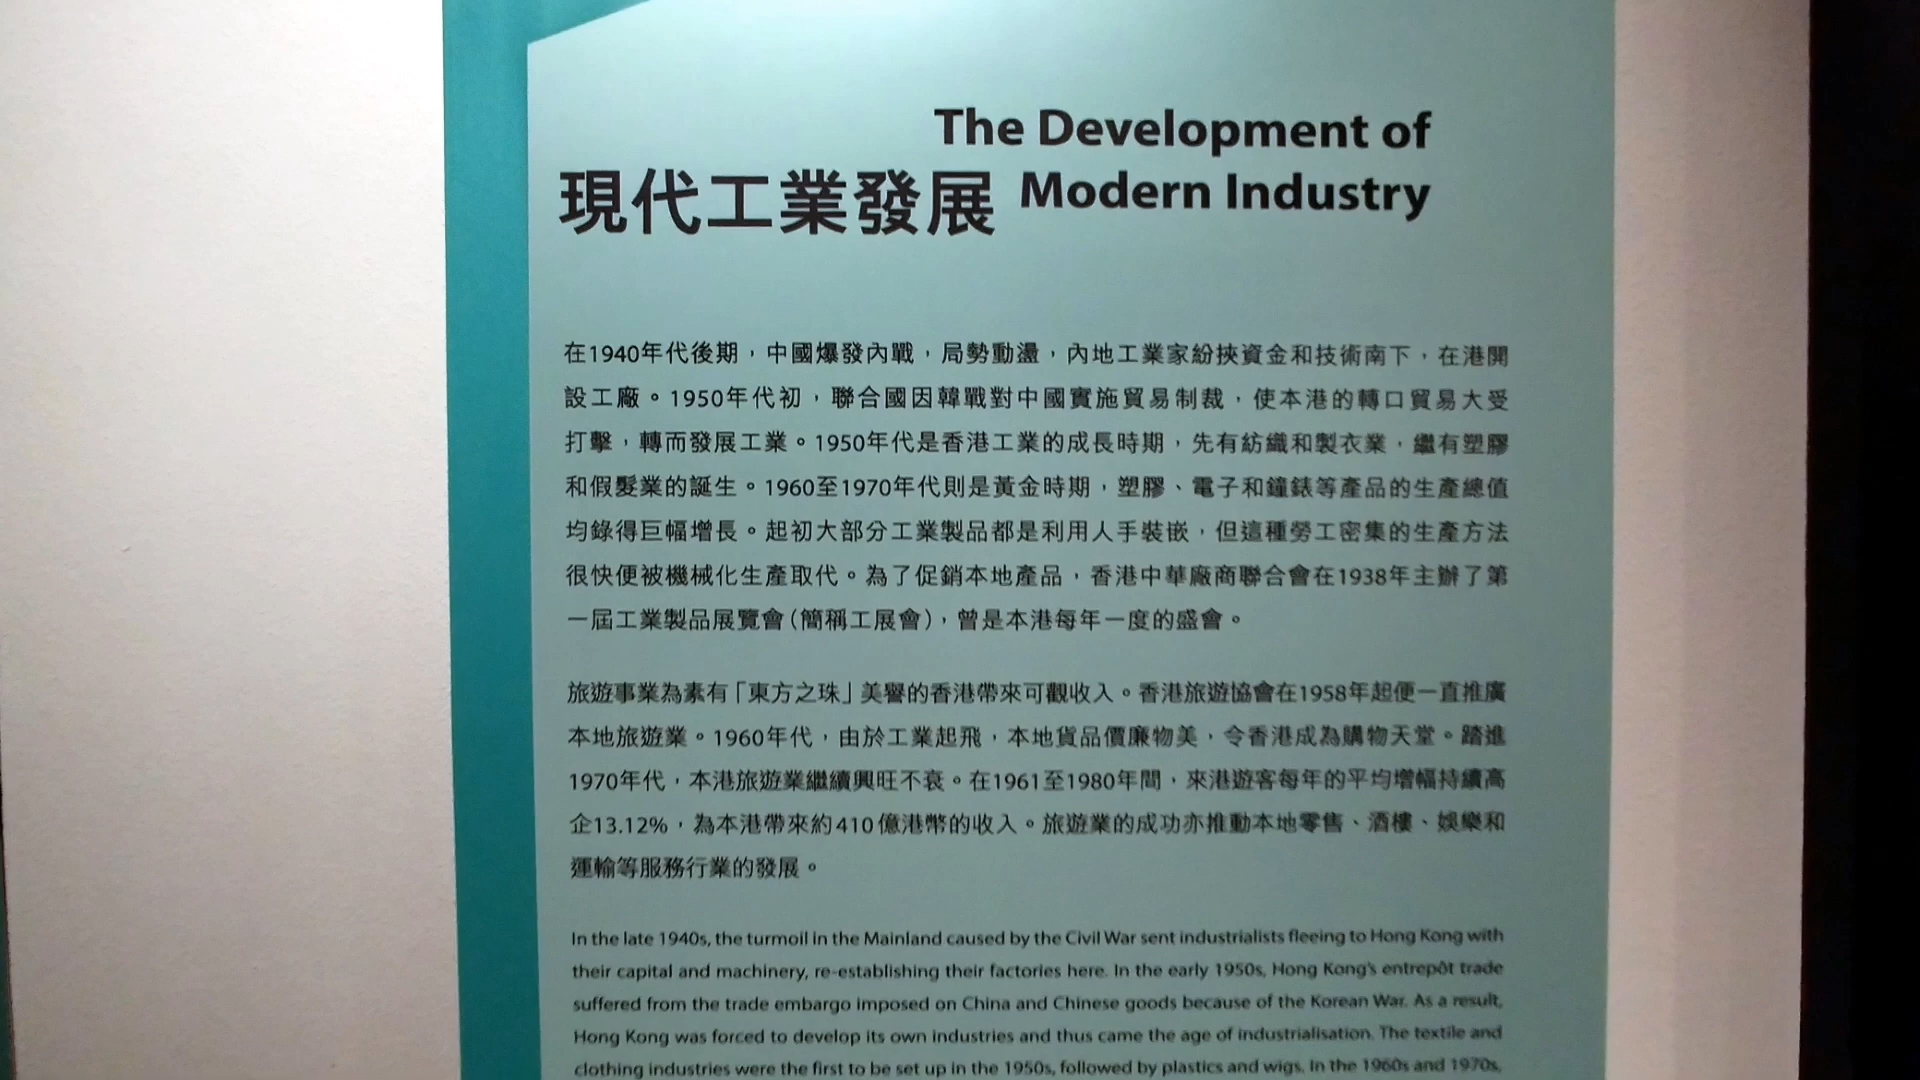 The Development of
現代工業發展 Modern Industry
在1940年代後期，中國爆發內戰，局勢動盪，內地工業家紛挾資金和技術南下，在港開
設工廠。1950年代初，聯合國因韓戰對中國實施貿易制裁，使本港的轉口貿易大受
打擊，轉而發展工業。1950年代是香港工業的成長時期，先有紡織和製衣業，繼有塑膠
和假髮業的誕生。1960至1970年代則是黃金時期，塑膠、電子和鐘錶等產品的生產總值
均錄得巨幅增長。起初大部分工業製品都是利用人手裝嵌，但這種勞工密集的生產方法
很快便被機械化生產取代。為了促銷本地產品，香港中華廠商聯合會在1938年主辦了第
一屆工業製品展覽會（簡稱工展會），曾是本港每年一度的盛會。
旅遊事業為素有「東方之珠」美譽的香港帶來可觀收入。香港旅遊協會在1958年起便一直推廣
本地旅遊業。1960年代，由於工業起飛，本地貨品價廉物美，令香港成為購物天堂。踏進
1970年代，本港旅遊業繼續興旺不衰。在1961至1980年間，來港遊客每年的平均增幅持續高
企13.12%，為本港帶來約410億港幣的收入。旅遊業的成功亦推動本地零售、酒樓、娛樂和
運輸等服務行業的發展。
In the late 1940s, the turmoil in the Mainland caused by the Civil War sent industrialists fleeing to Hong Kong with
their capital and machinery, re-establishing their factories here. In the early 1950s, Hong Kong's entrepôt trade
suffered from the trade embargo imposed on China and Chinese goods because of the Korean War. As a result,
Hong Kong was forced to develop its own industries and thus came the age of industrialisation. The textile and
clothing industries were the first to be set up in the 1950s, followed by plastics and wigs. In the 1960s and 1970s,